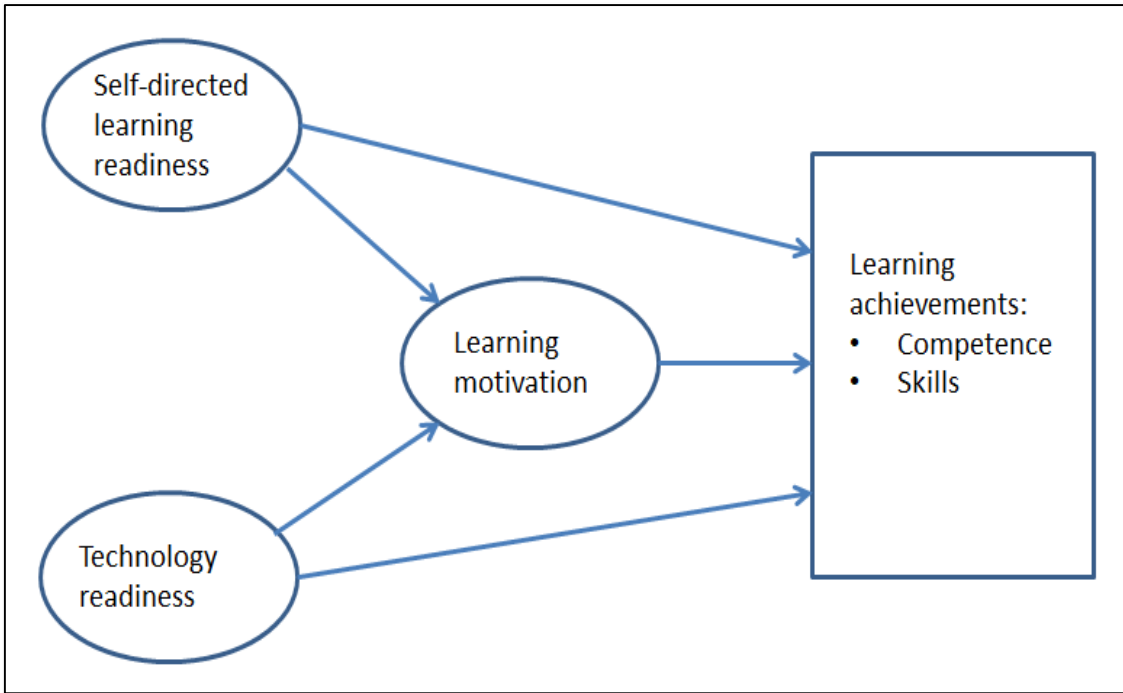 Self-directed
learning
readiness
Learning
motivation
Technology
readiness
Learning
achievements:
• Competence
• Skills